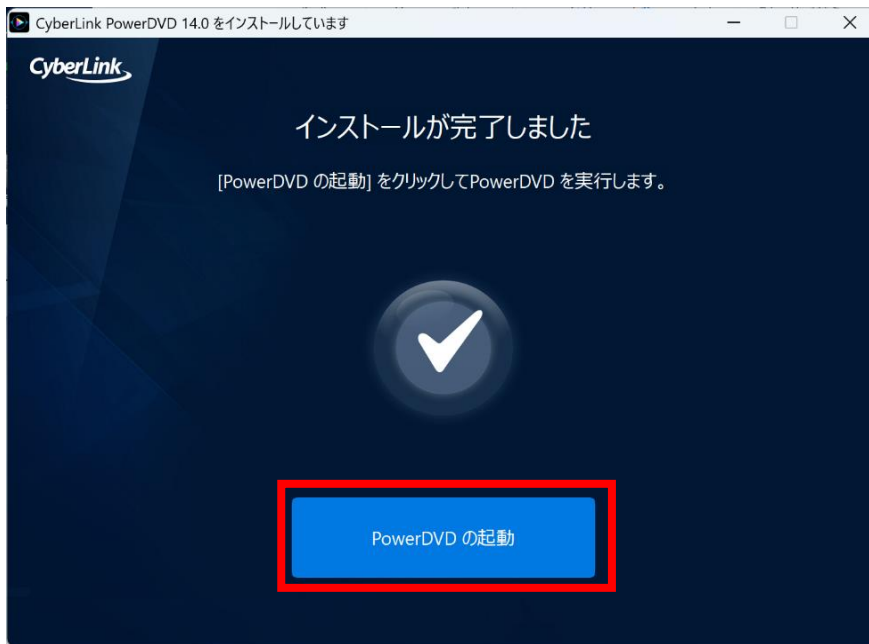 CyberLink PowerDVD 14.0 をインストールしています
CyberLink
インストールが完了しました
[PowerDVD の起動] をクリックしてPowerDVD を実行します。
PowerDVD の起動